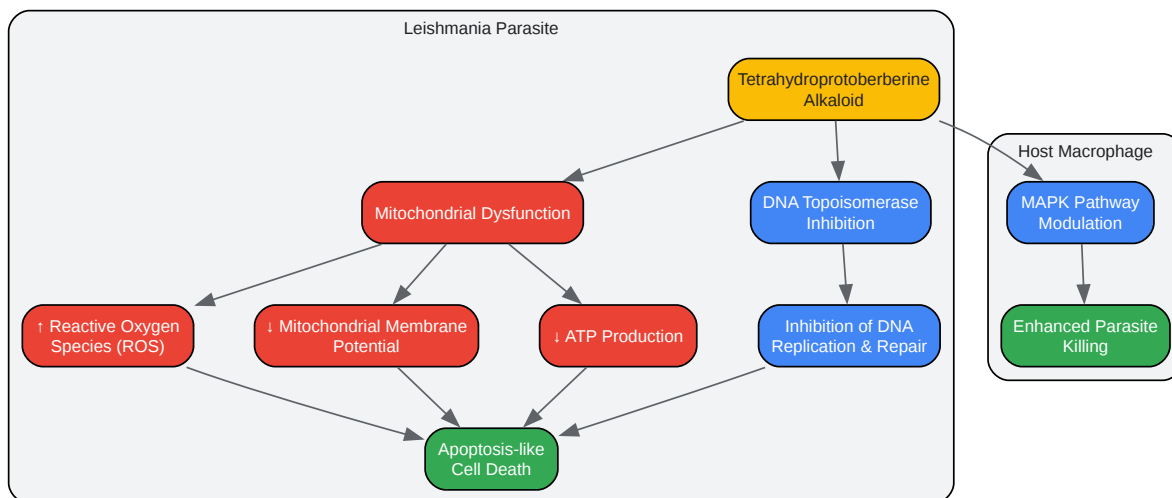 Leishmania Parasite
Tetrahydroprotoberberine
Alkaloid
Host Macrophage
Mitochondrial Dysfunction
DNA Topoisomerase
Inhibition
MAPK Pathway
Modulation
↑ Reactive Oxygen
Species (ROS)
↓ Mitochondrial Membrane
Potential
↓ ATP Production
Inhibition of DNA
Replication & Repair
Enhanced Parasite
Killing
Apoptosis-like
Cell Death